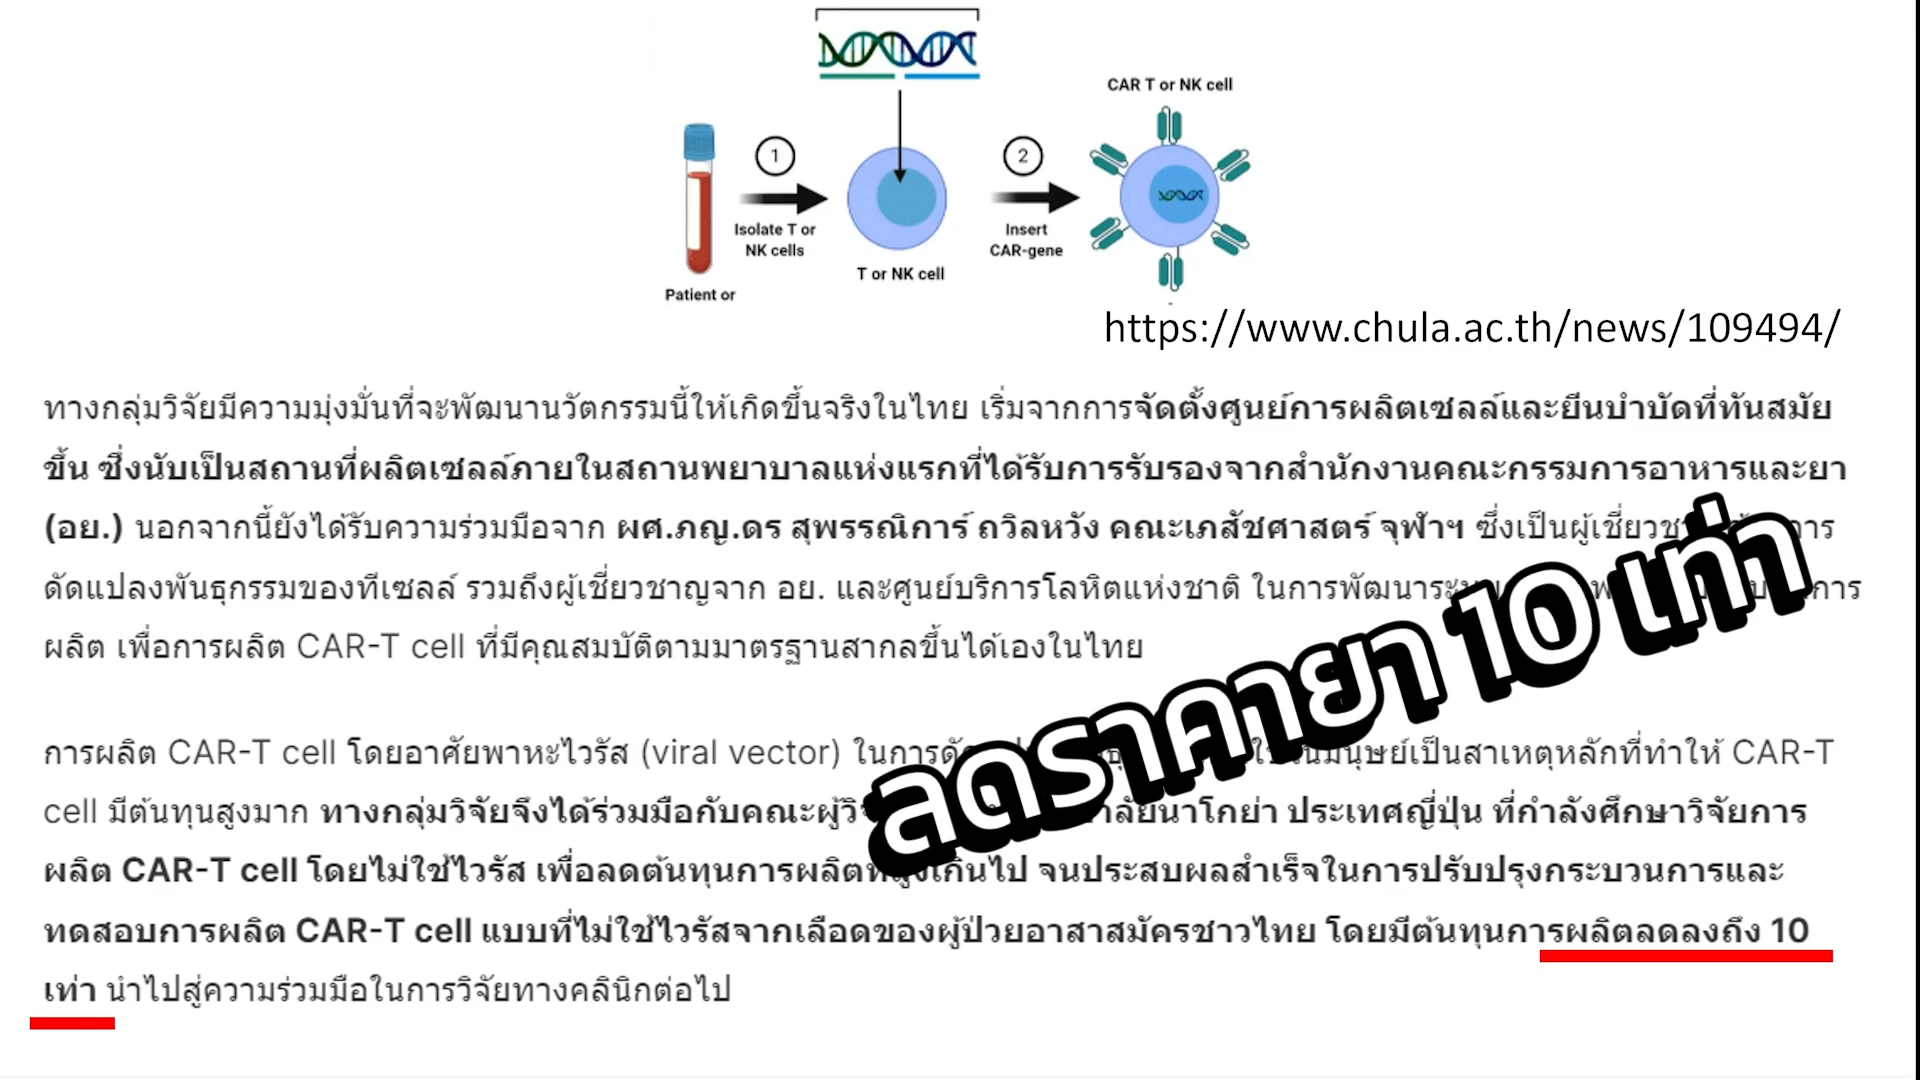 CAR T or NK cell
1
2
Isolate T or
NK cells
Insert
CAR-gene
T or NK cell
Patient or
https://www.chula.ac.th/news/109494/
ทางกลุ่มวิจัยมีความมุ่งมั่นที่จะพัฒนานวัตกรรมนี้ให้เกิดขึ้นจริงในไทย เริ่มจากการจัดตั้งศูนย์การผลิตเซลล์และยีนบำบัดที่ทันสมัย
ขึ้น ซึ่งนับเป็นสถานที่ผลิตเซลล์ภายในสถานพยาบาลแห่งแรกที่ได้รับการรับรองจากสำนักงานคณะกรรมการอาหารและยา
(อย.) นอกจากนี้ยังได้รับความร่วมมือจาก ผศ.ภญ.ดร สุพรรณิการ์ ถวิลหวัง คณะเภสัชศาสตร์ จุฬาฯ ซึ่งเป็นผู้เชี่ยวช การ
ดัดแปลงพันธุกรรมของทีเซลล์ รวมถึงผู้เชี่ยวชาญจาก อย. และศูนย์บริการโลหิตแห่งชาติ ในการพัฒนาระ การ
ผลิต เพื่อการผลิต CAR-T cell ที่มีคุณสมบัติตามมาตรฐานสากลขึ้นได้เองในไทย
ลดราคายา 10 เท่า
การผลิต CAR-T cell โดยอาศัยพาหะไวรัส (viral vector) ในการดั ในมนุษย์เป็นสาเหตุหลักที่ทำให้ CAR-T
cell มีต้นทุนสูงมาก ทางกลุ่มวิจัยจึงได้ร่วมมือกับคณะผู้วิ าลัยนาโกย่า ประเทศญี่ปุ่น ที่กำลังศึกษาวิจัยการ
ผลิต CAR-T cell โดยไม่ใช้ไวรัส เพื่อลดต้นทุนการผลิตที่สูงเกินไป จนประสบผลสำเร็จในการปรับปรุงกระบวนการและ
ทดสอบการผลิต CAR-T cell แบบที่ไม่ใช้ไวรัสจากเลือดของผู้ป่วยอาสาสมัครชาวไทย โดยมีต้นทุนการผลิตลดลงถึง 10
เท่า นำไปสู่ความร่วมมือในการวิจัยทางคลินิกต่อไป